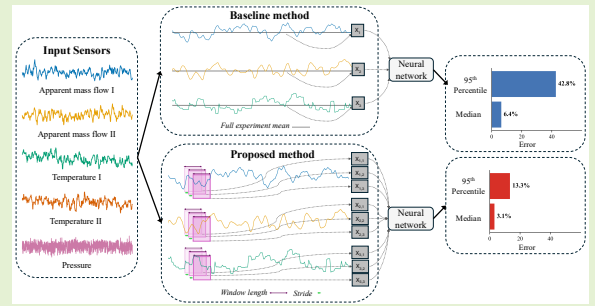 Input Sensors
Apparent mass flow I
Apparent mass flow II
Temperature I
Temperature II
Pressure
Baseline method
X1
X2
X3
Full experiment mean
Neural
network
95th
Percentile
42.8%
Median
6.4%
0
20
40
Error
Proposed method
Window length
Stride
Neural
network
95th
Percentile
13.3%
Median
3.1%
0
20
40
Error